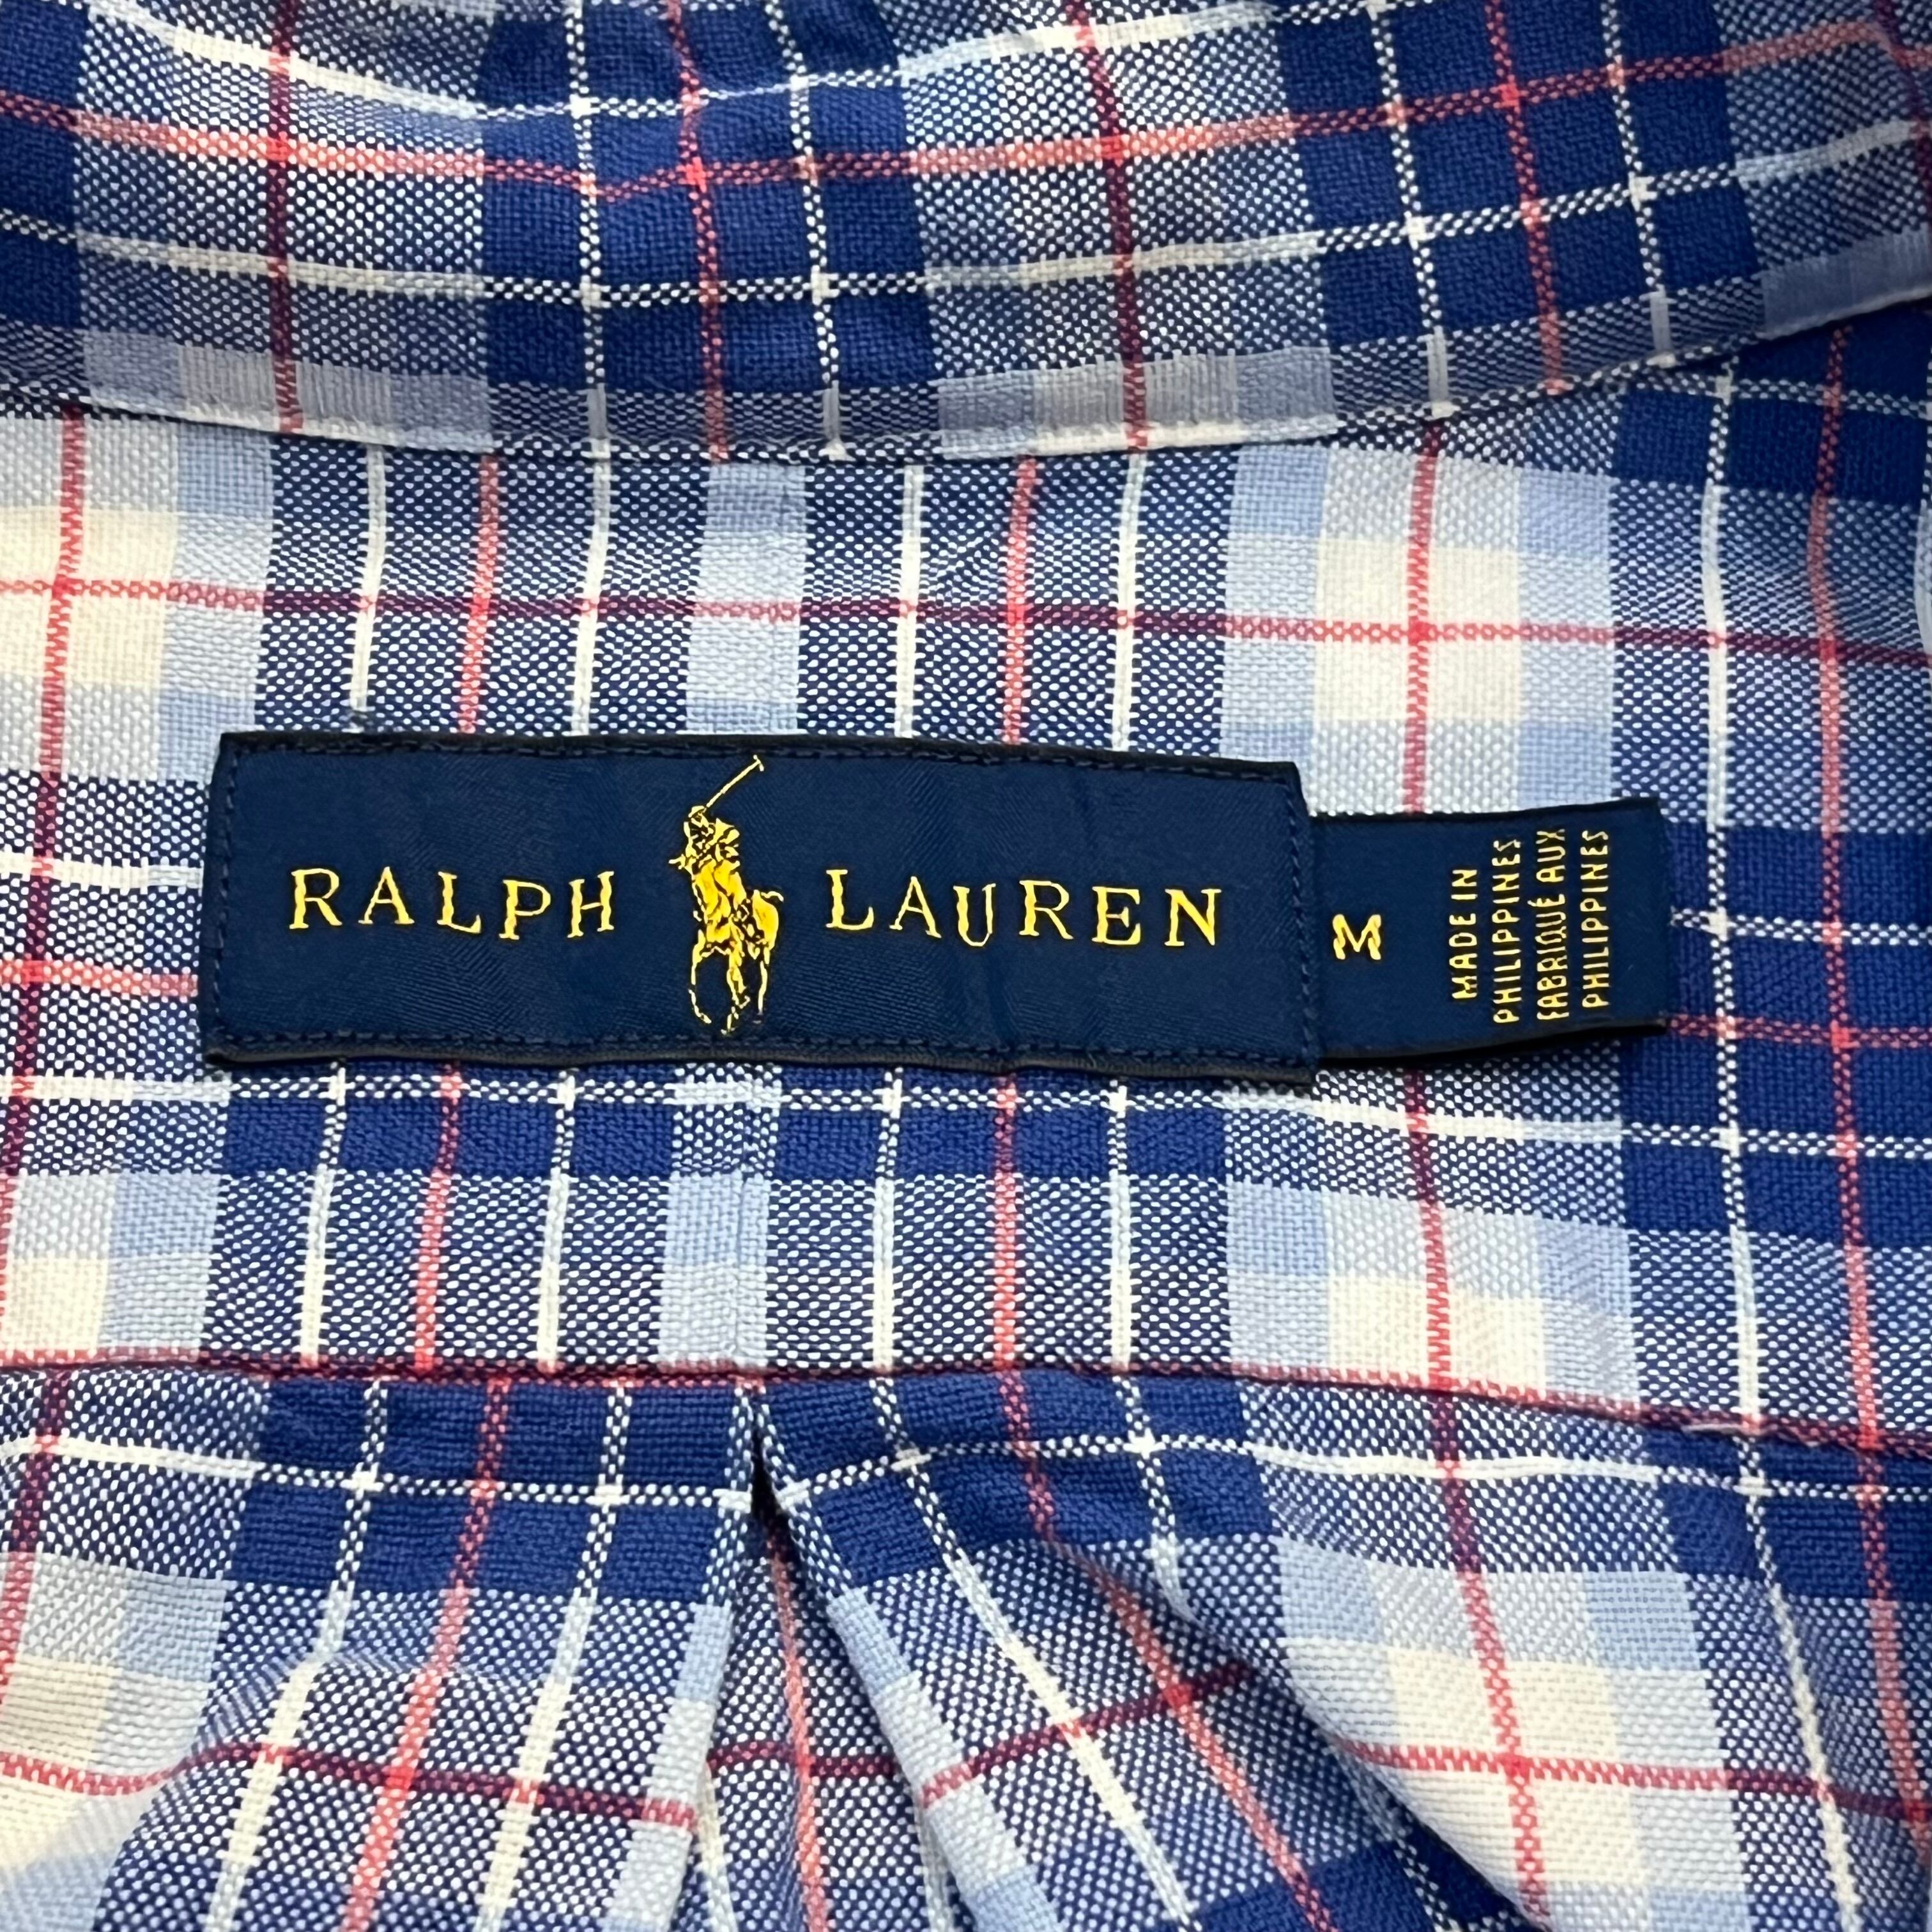 RALPH LAUREN
M
MADE IN
PHILIPPINES
FABRIQUÉ AUX
PHILIPPINES